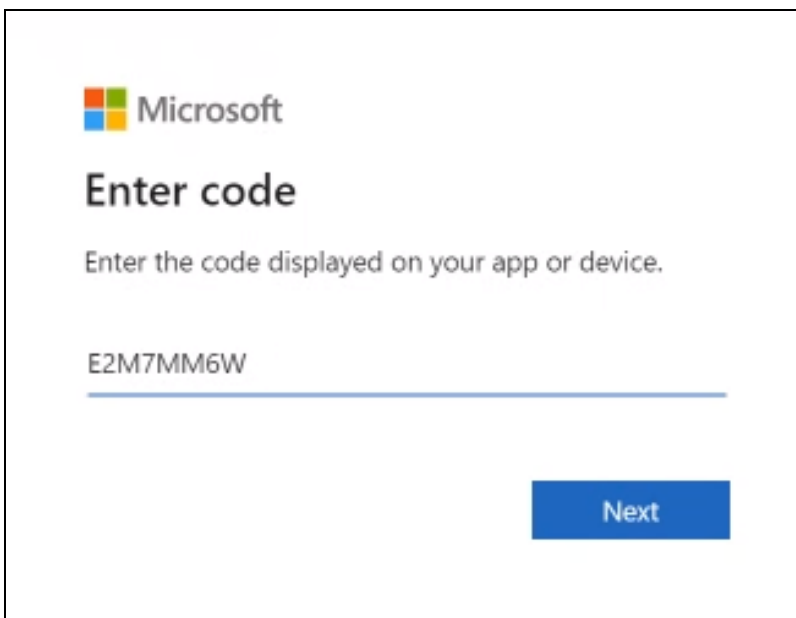 Microsoft
Enter code
Enter the code displayed on your app or device.
E2M7MM6W
Next